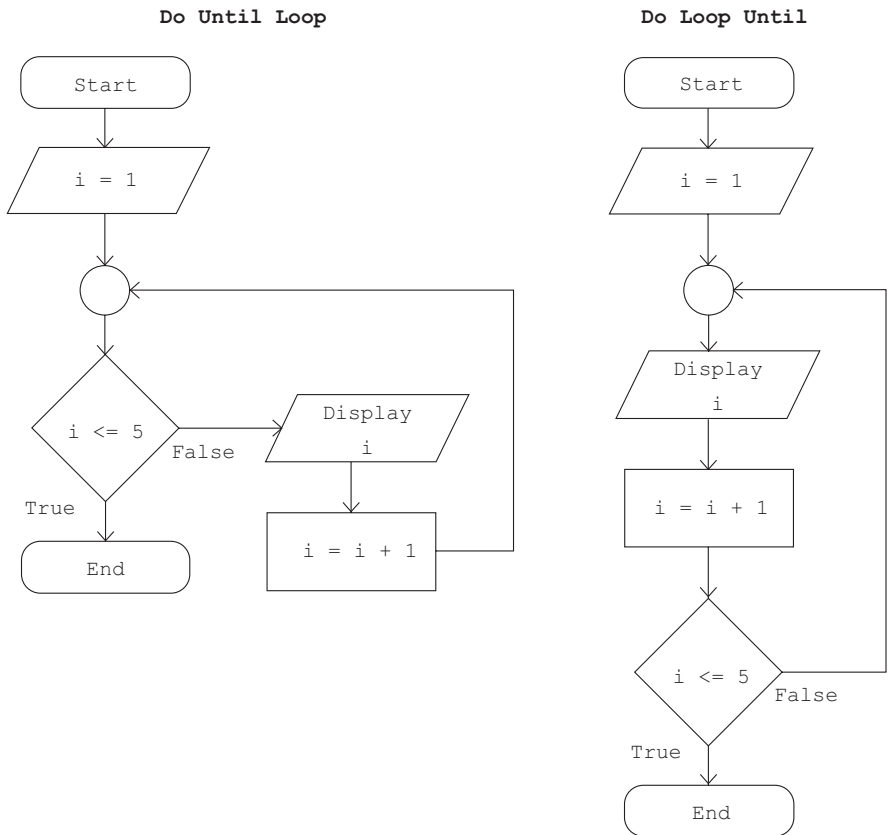 Do Until Loop
Start
i = 1
i <= 5
False
Display
i
True
i = i + 1
End
Do Loop Until
Start
i = 1
Display
i
i = i + 1
i <= 5
False
True
End